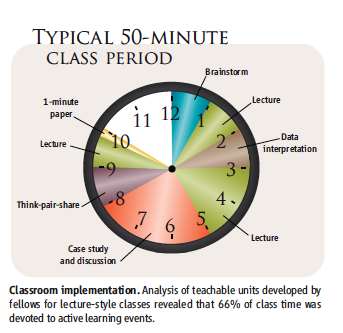 TYPICAL 50-MINUTE
CLASS PERIOD
Brainstorm
1-minute
paper
Lecture
Lecture
Data
interpretation
Think-pair-share
Lecture
Case study
and discussion
12
1
2
3
4
5
6
7
8
9
10
11
Classroom implementation. Analysis of teachable units developed by
fellows for lecture-style classes revealed that 66% of class time was
devoted to active learning events.